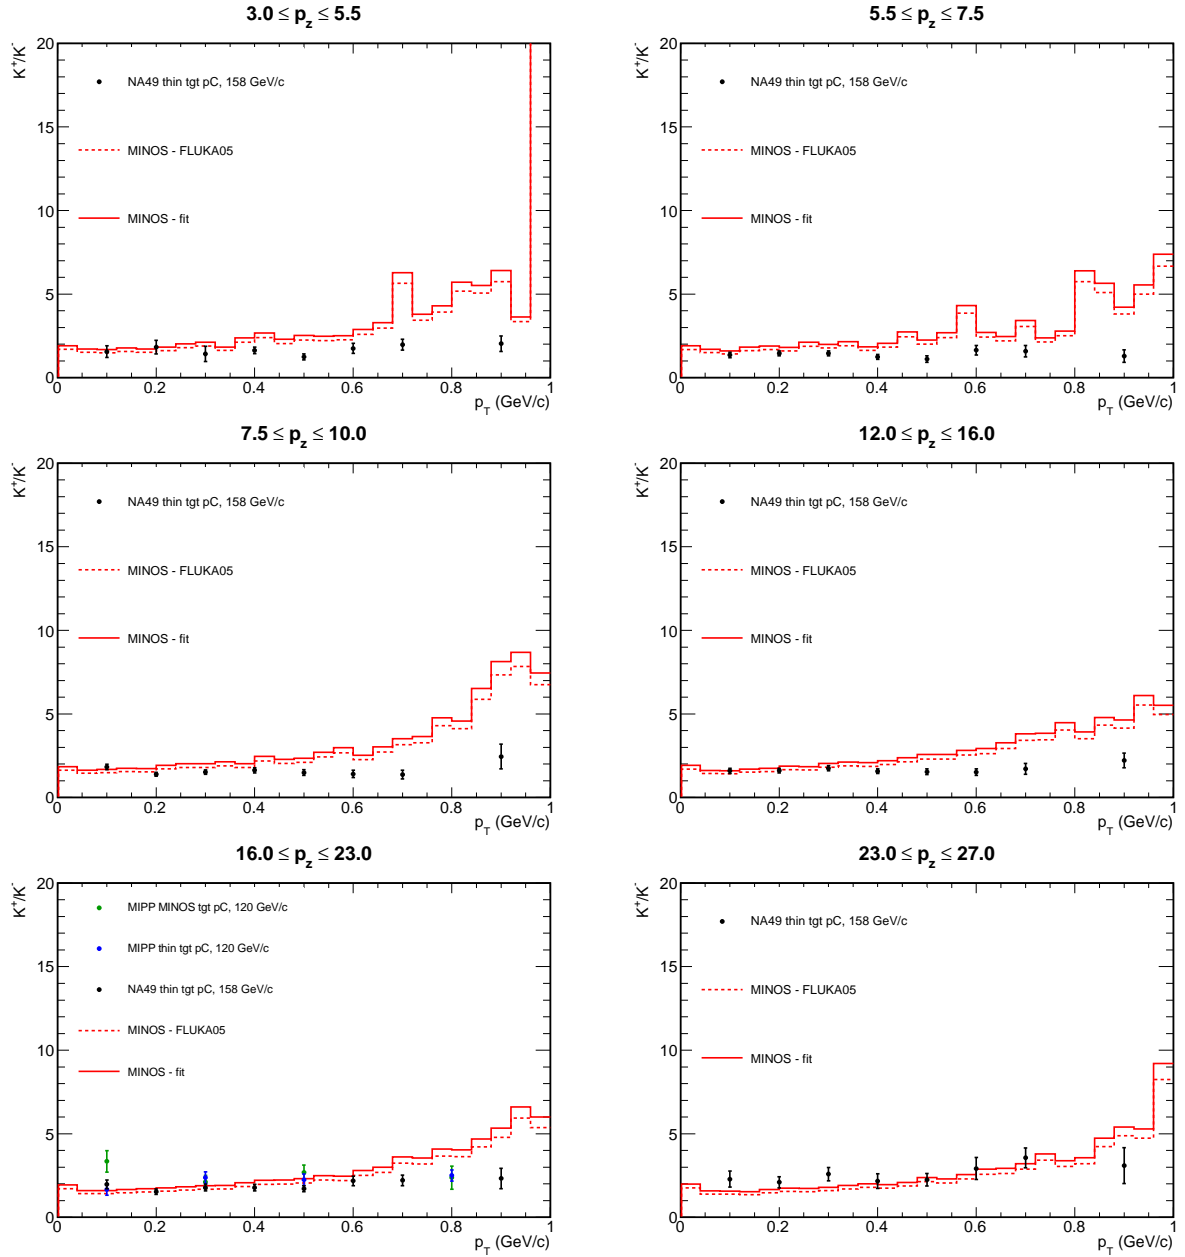 3.0 ≤ p_z ≤ 5.5
K⁺/K⁻
20
15
10
5
0
NA49 thin tgt pC, 158 GeV/c
MINOS - FLUKA05
MINOS - fit
0 0.2 0.4 0.6 0.8 1
p_T (GeV/c)
5.5 ≤ p_z ≤ 7.5
K⁺/K⁻
20
15
10
5
0
NA49 thin tgt pC, 158 GeV/c
MINOS - FLUKA05
MINOS - fit
0 0.2 0.4 0.6 0.8 1
p_T (GeV/c)
7.5 ≤ p_z ≤ 10.0
K⁺/K⁻
20
15
10
5
0
NA49 thin tgt pC, 158 GeV/c
MINOS - FLUKA05
MINOS - fit
0 0.2 0.4 0.6 0.8 1
p_T (GeV/c)
12.0 ≤ p_z ≤ 16.0
K⁺/K⁻
20
15
10
5
0
NA49 thin tgt pC, 158 GeV/c
MINOS - FLUKA05
MINOS - fit
0 0.2 0.4 0.6 0.8 1
p_T (GeV/c)
16.0 ≤ p_z ≤ 23.0
K⁺/K⁻
20
15
10
5
0
MIPP MINOS tgt pC, 120 GeV/c
MIPP thin tgt pC, 120 GeV/c
NA49 thin tgt pC, 158 GeV/c
MINOS - FLUKA05
MINOS - fit
0 0.2 0.4 0.6 0.8 1
p_T (GeV/c)
23.0 ≤ p_z ≤ 27.0
K⁺/K⁻
20
15
10
5
0
NA49 thin tgt pC, 158 GeV/c
MINOS - FLUKA05
MINOS - fit
0 0.2 0.4 0.6 0.8 1
p_T (GeV/c)